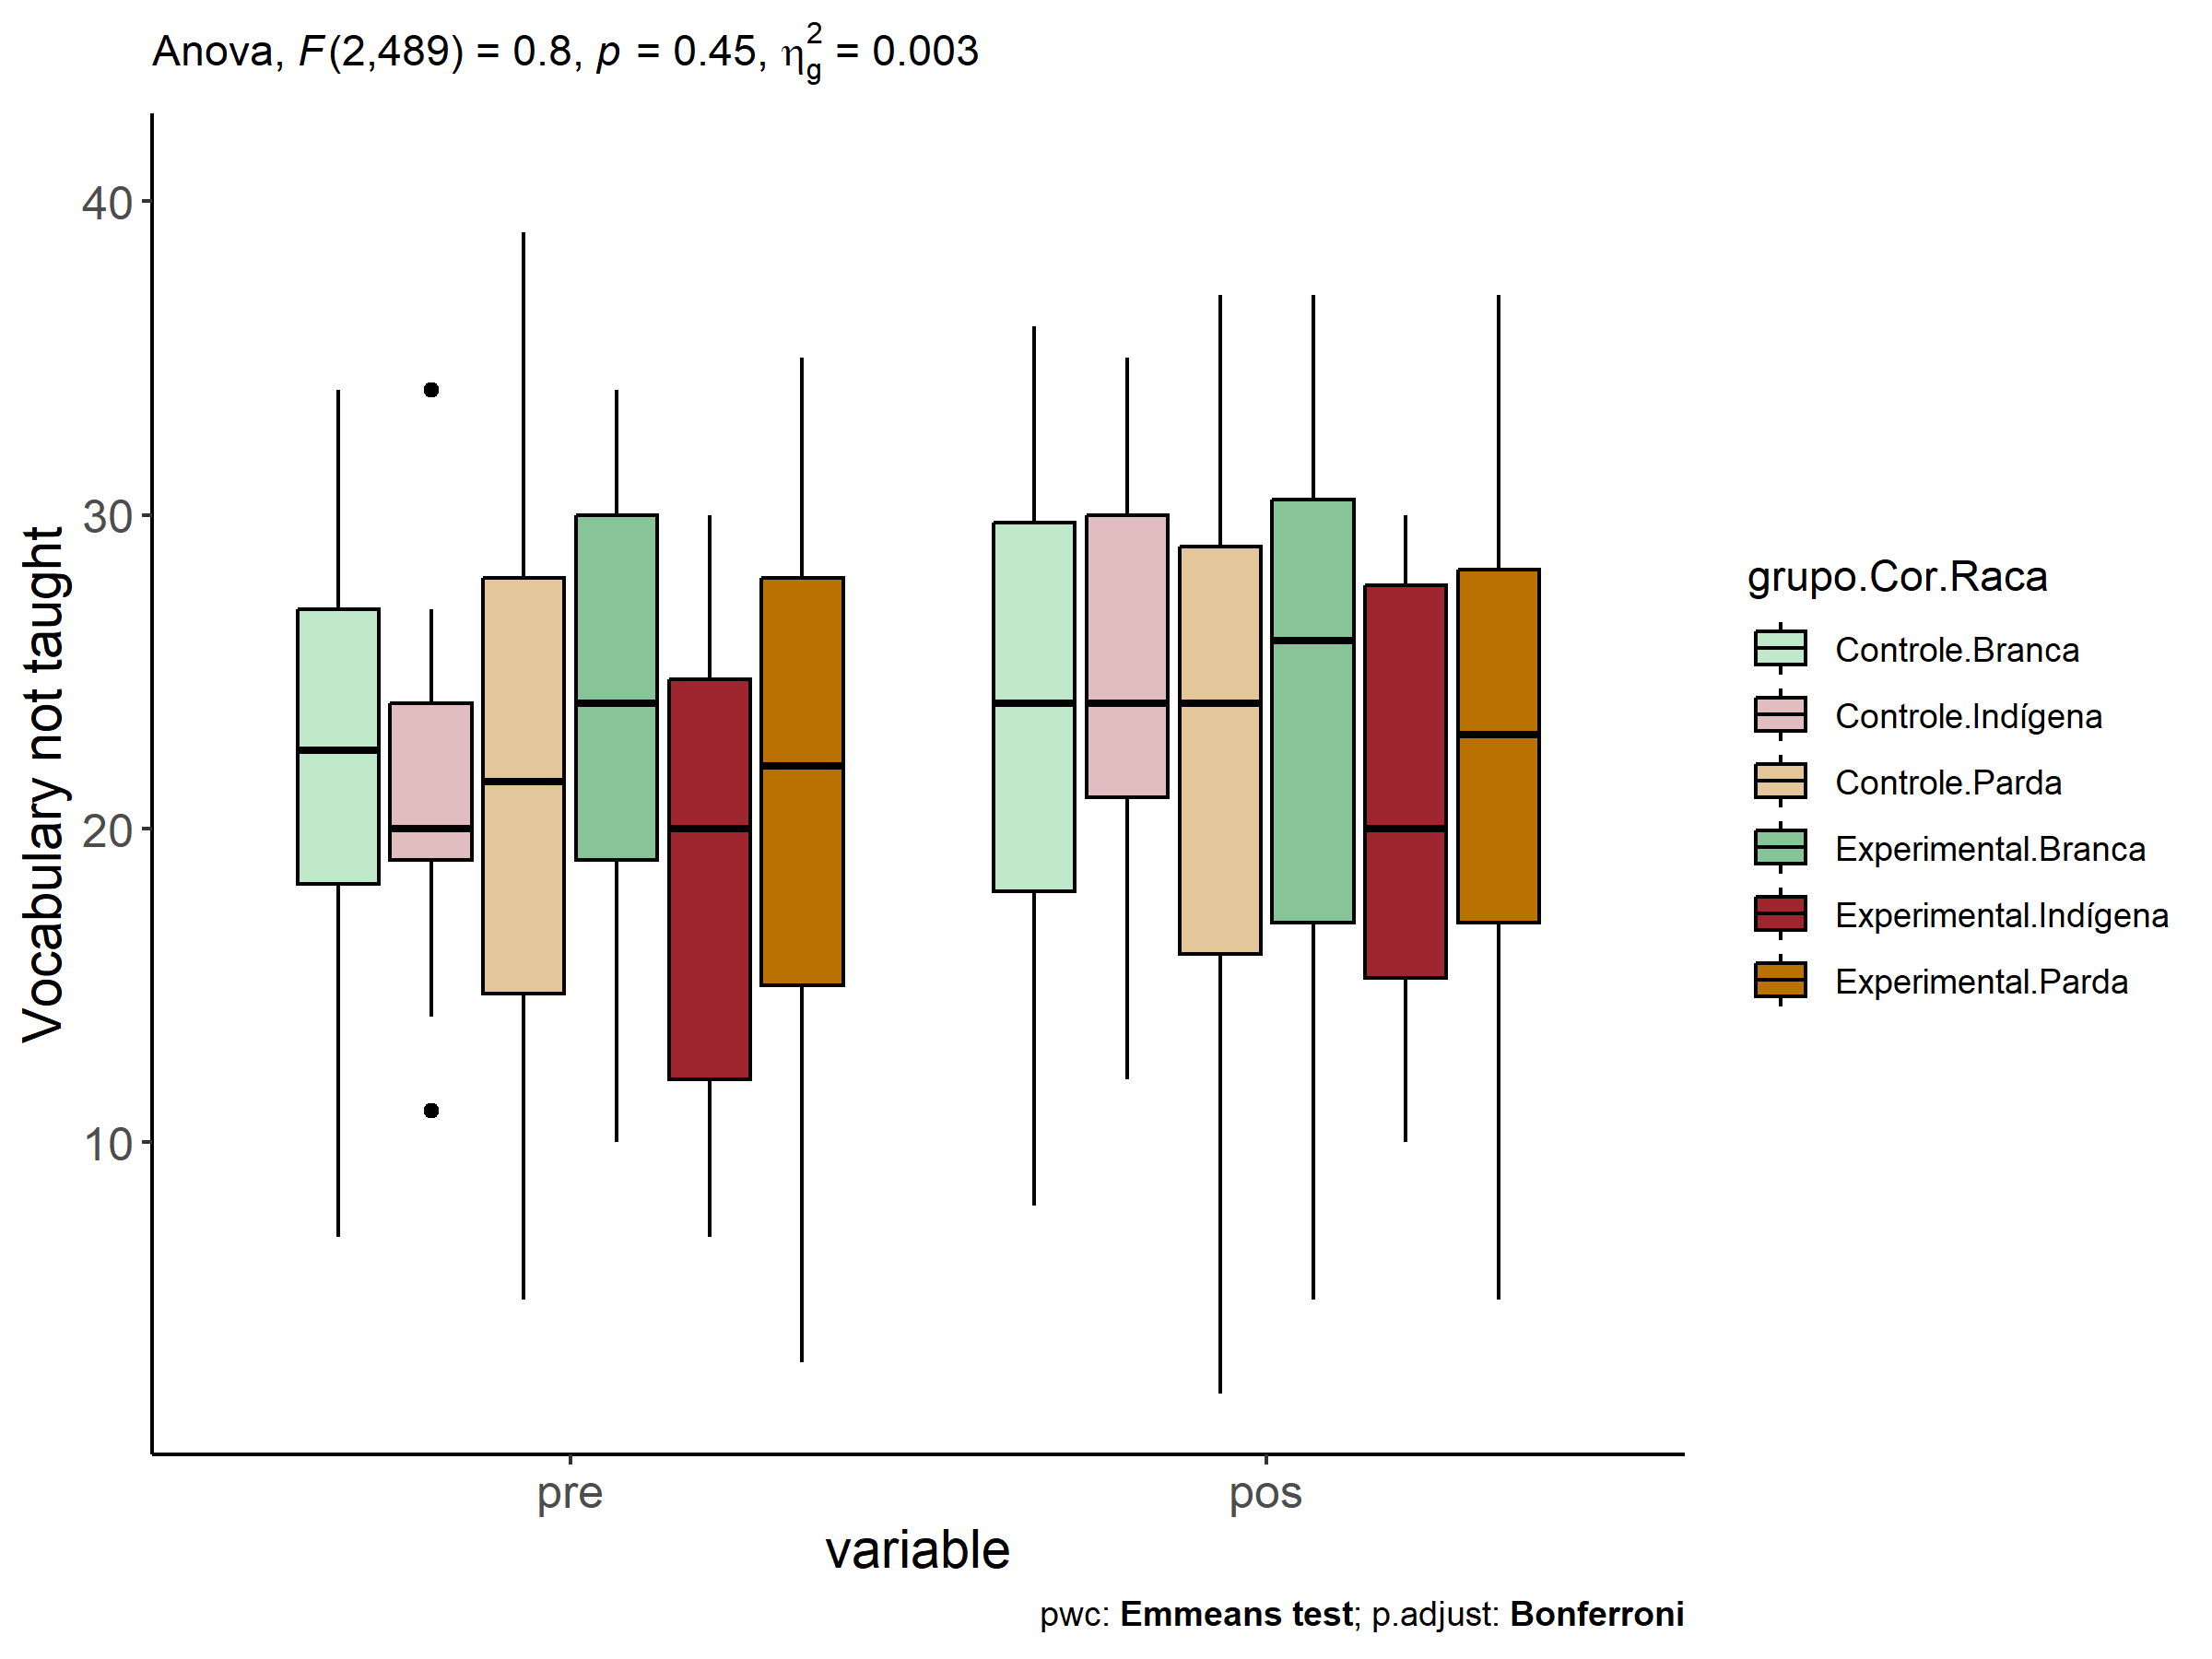 Anova, F(2,489) = 0.8, p = 0.45, η²g = 0.003
Vocabulary not taught
40
30
20
10
pre
pos
variable
grupo.Cor.Raca
Controle.Branca
Controle.Indígena
Controle.Parda
Experimental.Branca
Experimental.Indígena
Experimental.Parda
pwc: Emmeans test; p.adjust: Bonferroni